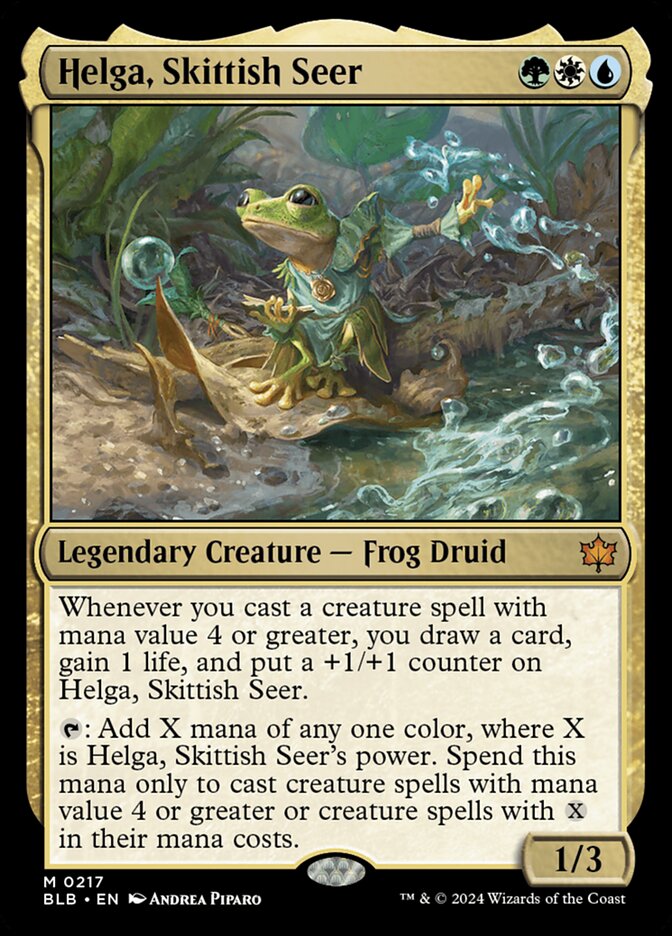 Helga, Skittish Seer
Legendary Creature — Frog Druid
Whenever you cast a creature spell with
mana value 4 or greater, you draw a card,
gain 1 life, and put a +1/+1 counter on
Helga, Skittish Seer.
: Add X mana of any one color, where X
is Helga, Skittish Seer's power. Spend this
mana only to cast creature spells with mana
value 4 or greater or creature spells with X
in their mana costs.
1/3
M 0217
BLB • EN Andrea Piparo
™ & © 2024 Wizards of the Coast